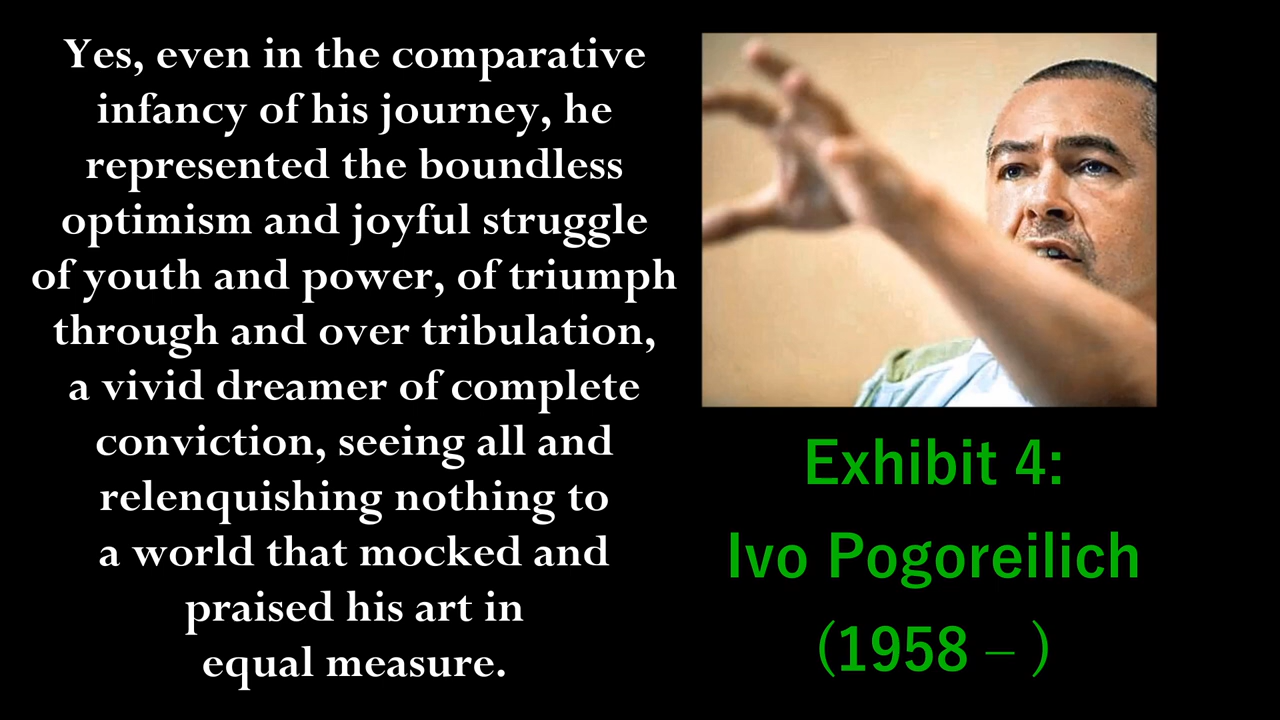 Yes, even in the comparative
infancy of his journey, he
represented the boundless
optimism and joyful struggle
of youth and power, of triumph
through and over tribulation,
a vivid dreamer of complete
conviction, seeing all and
relenquishing nothing to
a world that mocked and
praised his art in
equal measure.
Exhibit 4:
Ivo Pogoreilich
(1958 – )